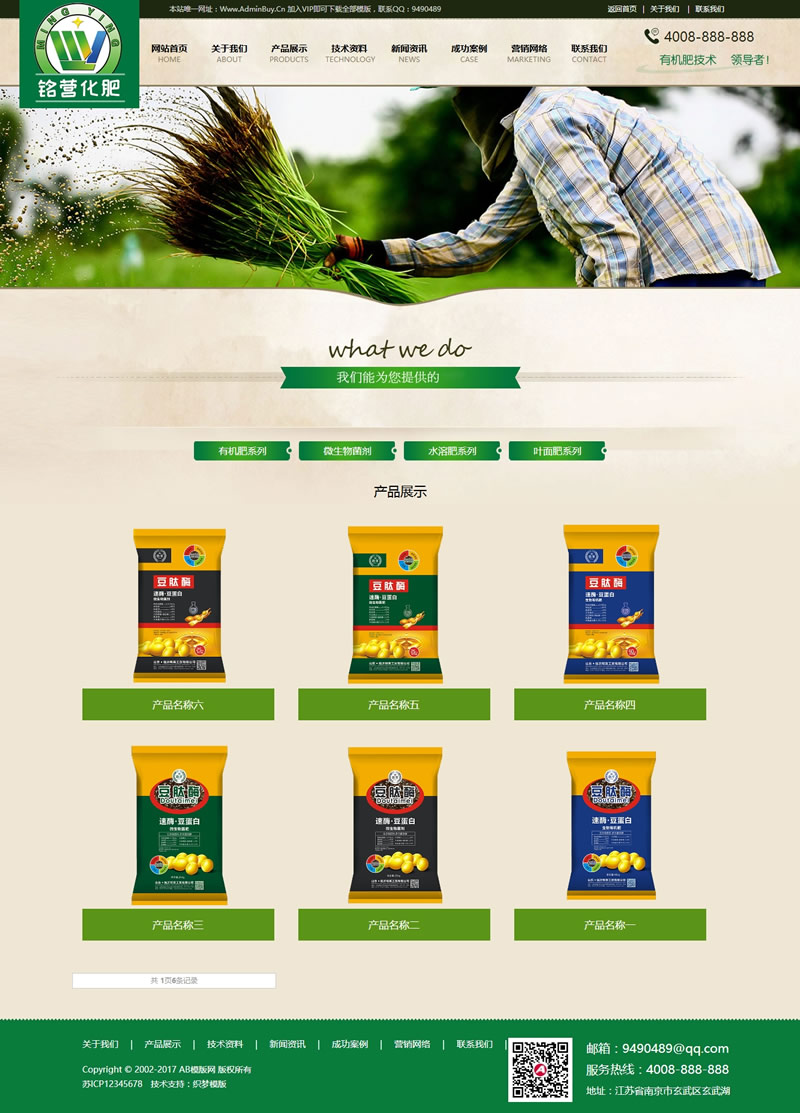 本站唯一网址:Www.AdminBuy.Cn 加入VIP即可下载全部模版,联系QQ:9490489
返回首页 | 关于我们 | 联系我们
MING YING
铭营化肥
网站首页 关于我们 产品展示 技术资料 新闻资讯 成功案例 营销网络 联系我们
HOME ABOUT PRODUCTS TECHNOLOGY NEWS CASE MARKETING CONTACT
4008-888-888
有机肥技术 领导者!
what we do
我们能为您提供的
有机肥系列 微生物菌剂 水溶肥系列 叶面肥系列
产品展示
豆肽酶 豆肽酶 豆肽酶
速酶·豆蛋白 速酶·豆蛋白 速酶·豆蛋白
产品名称六 产品名称五 产品名称四
豆肽酶 豆肽酶 豆肽酶
Doutaimei Doutaimei Doutaimei
速酶·豆蛋白 速酶·豆蛋白 速酶·豆蛋白
产品名称三 产品名称二 产品名称一
共 1页6条记录
关于我们 | 产品展示 | 技术资料 | 新闻资讯 | 成功案例 | 营销网络 | 联系我们 |
Copyright © 2002-2017 AB模版网 版权所有
苏ICP12345678 技术支持:织梦模版
邮箱:9490489@qq.com
服务热线:4008-888-888
地址:江苏省南京市玄武区玄武湖